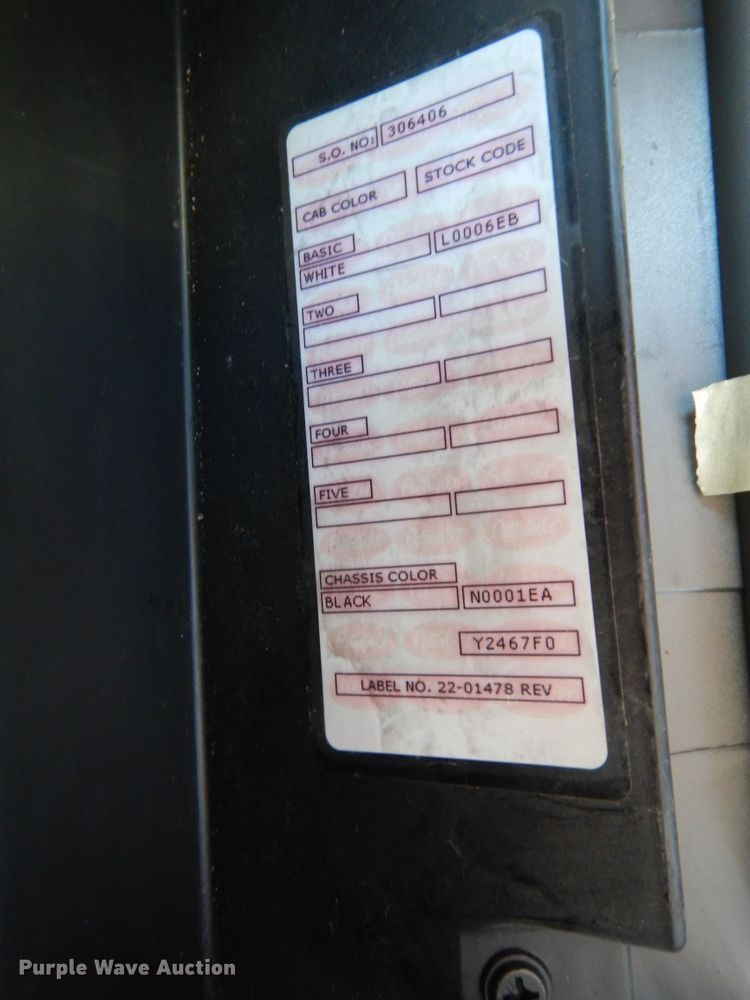 S.O. NO: 306406
CAB COLOR STOCK CODE
BASIC
WHITE L0006EB
TWO
THREE
FOUR
FIVE
CHASSIS COLOR
BLACK N0001EA
Y2467F0
LABEL NO. 22-01478 REV
Purple Wave Auction